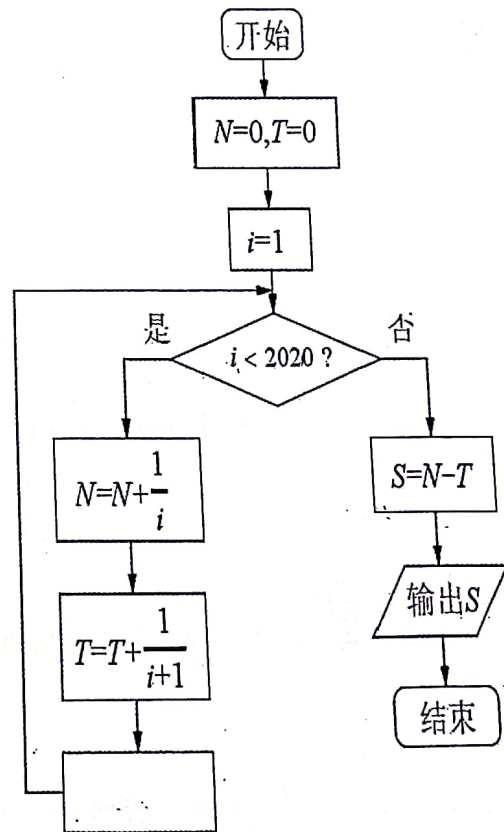 开始
N=0,T=0
i=1
是
否
i < 2020 ?
N=N+1/i
S=N-T
T=T+1/(i+1)
输出S
结束